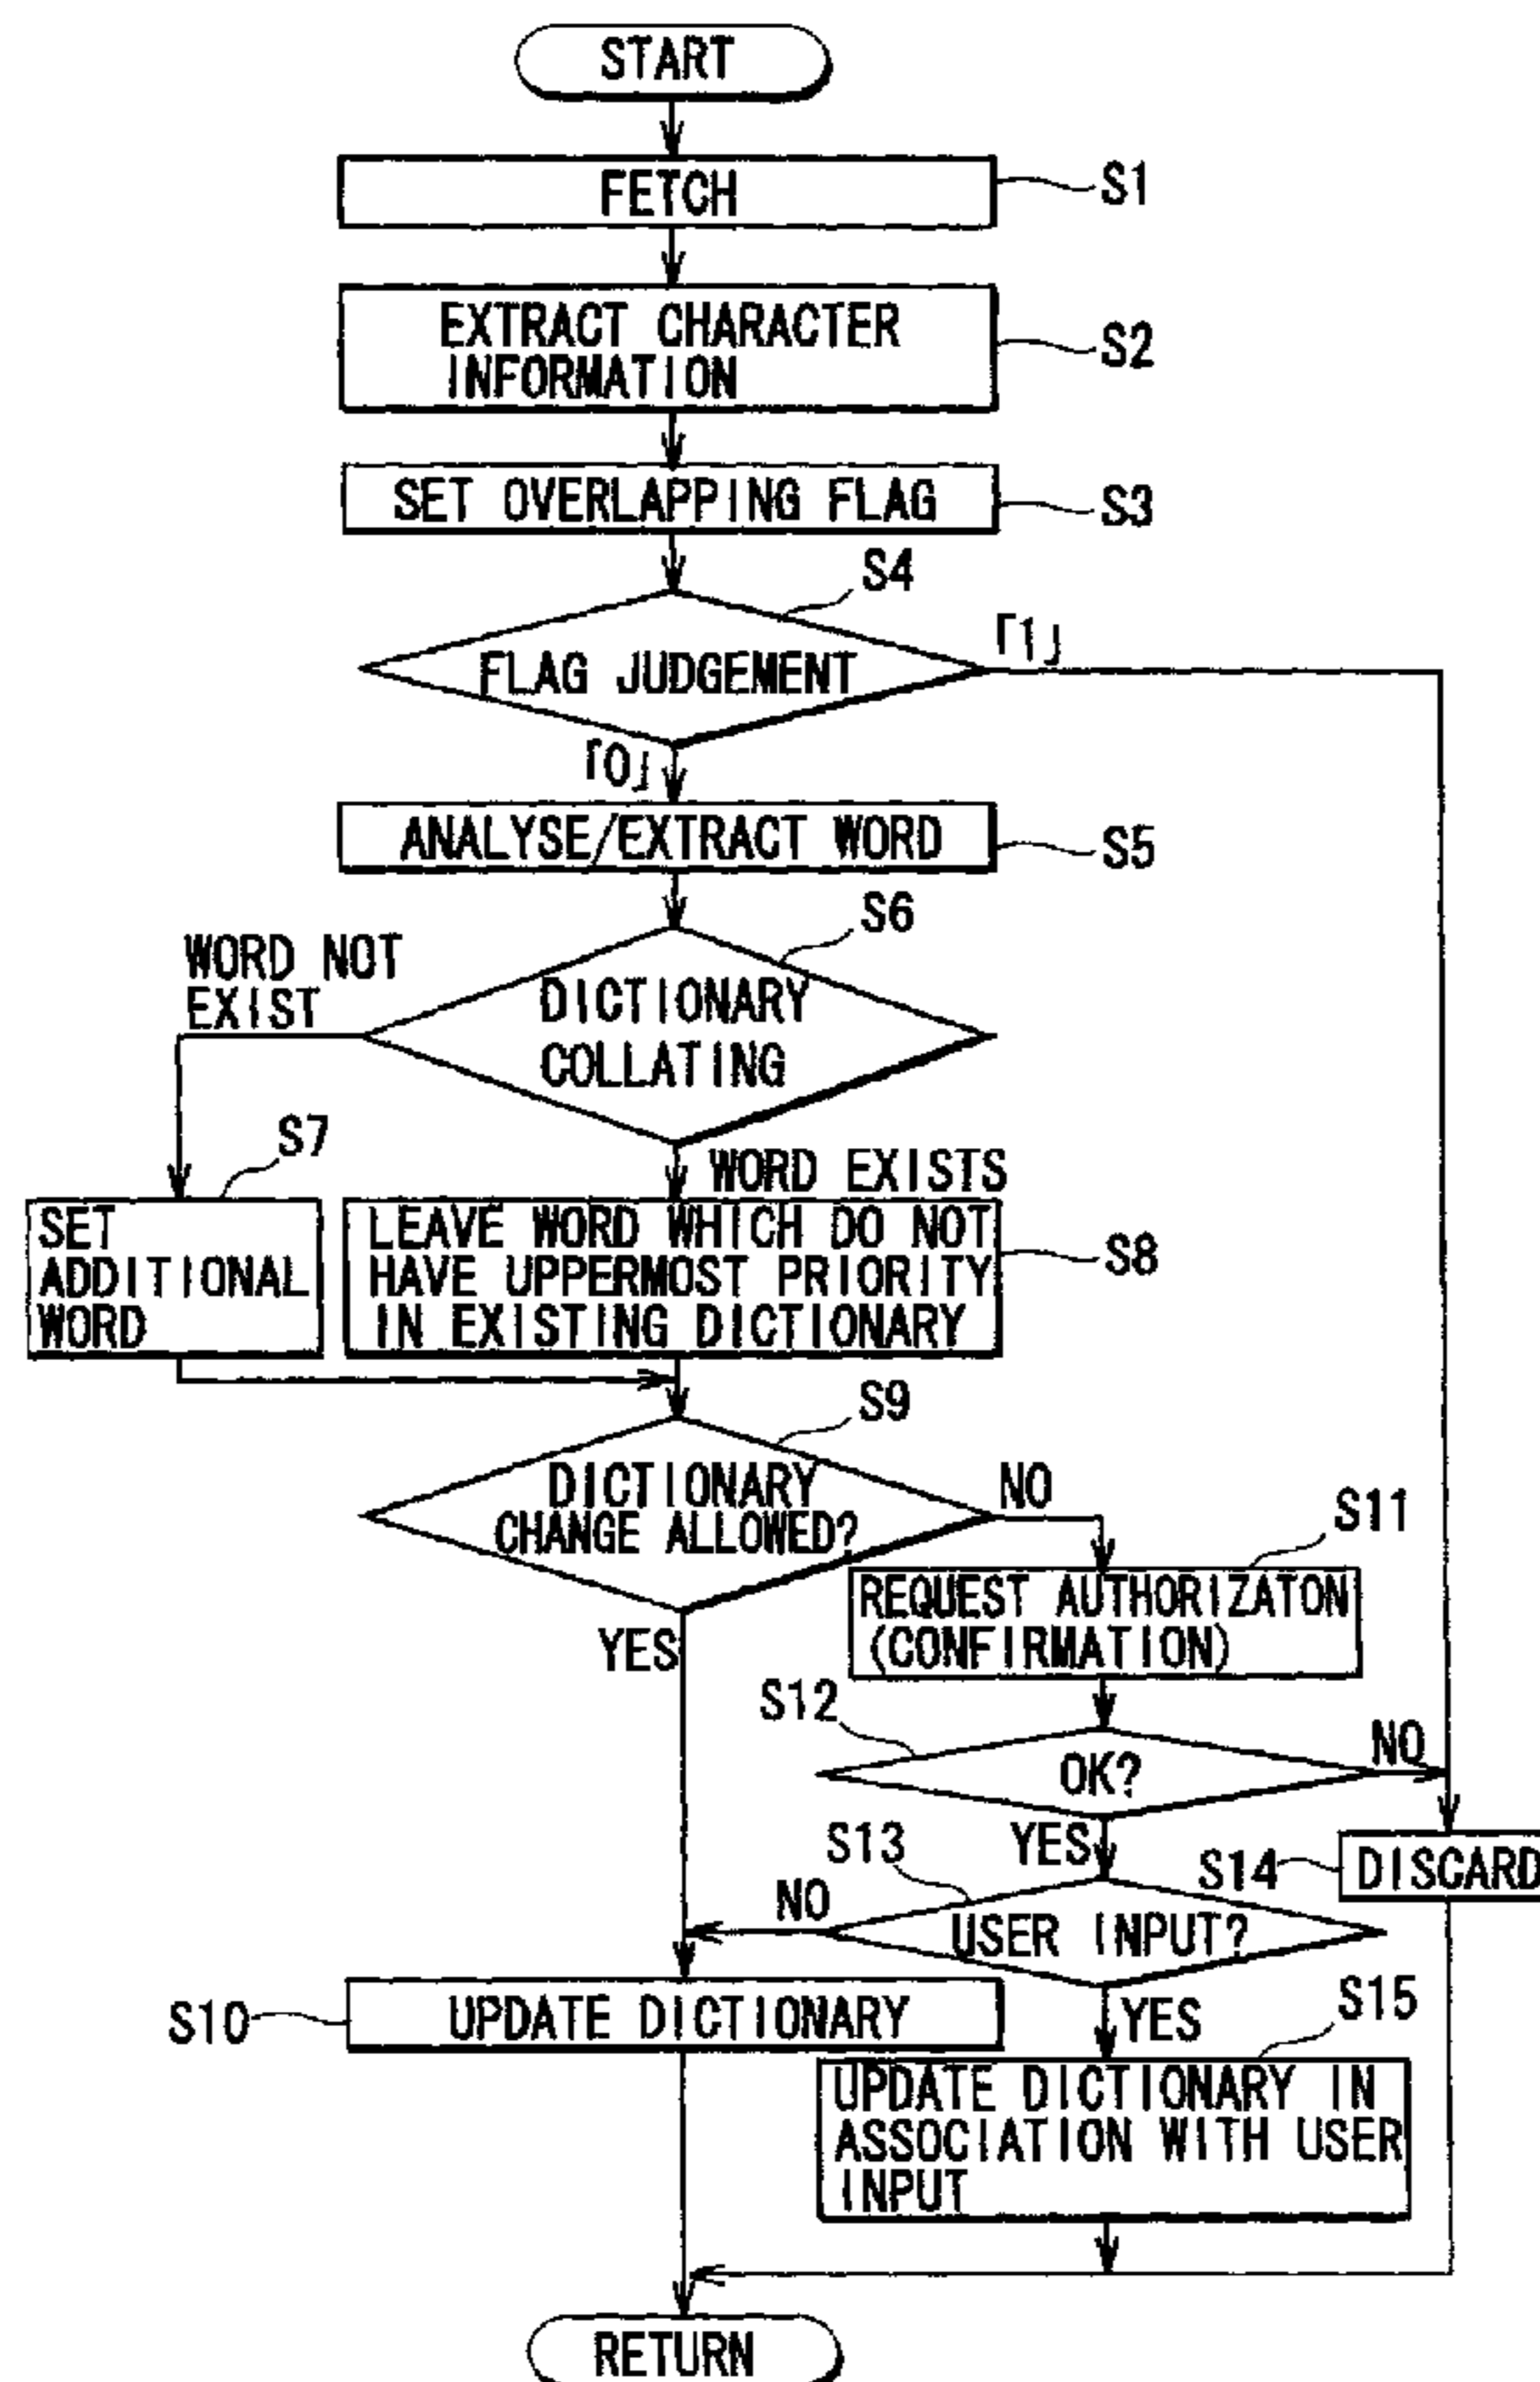 START
FETCH
S1
EXTRACT CHARACTER
INFORMATION
S2
SET OVERLAPPING FLAG
S3
S4
FLAG JUDGEMENT
「1」
「0」
ANALYSE/EXTRACT WORD
S5
S6
WORD NOT
EXIST
DICTIONARY
COLLATING
S7
WORD EXISTS
SET
ADDITIONAL
WORD
LEAVE WORD WHICH DO NOT
HAVE UPPERMOST PRIORITY
IN EXISTING DICTIONARY
S8
S9
DICTIONARY
CHANGE ALLOWED?
NO
S11
REQUEST AUTHORIZATON
(CONFIRMATION)
YES
S12
OK?
NO
YES
S13
S14
DISCARD
NO
USER INPUT?
S10
UPDATE DICTIONARY
YES
S15
UPDATE DICTIONARY IN
ASSOCIATION WITH USER
INPUT
RETURN